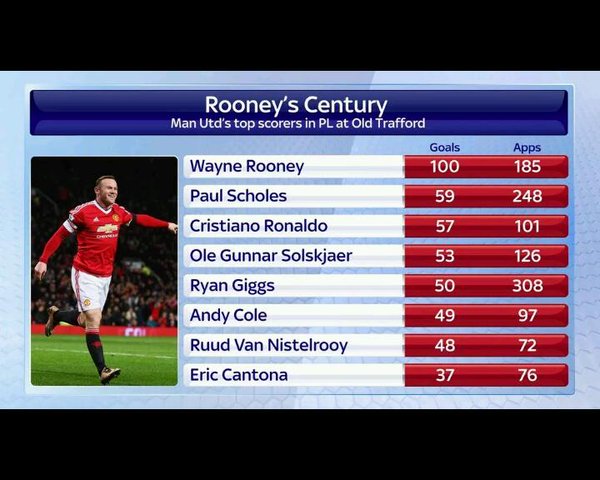 Rooney's Century
Man Utd's top scorers in PL at Old Trafford
Goals Apps
Wayne Rooney 100 185
Paul Scholes 59 248
Cristiano Ronaldo 57 101
Ole Gunnar Solskjaer 53 126
Ryan Giggs 50 308
Andy Cole 49 97
Ruud Van Nistelrooy 48 72
Eric Cantona 37 76
CHEVROLET